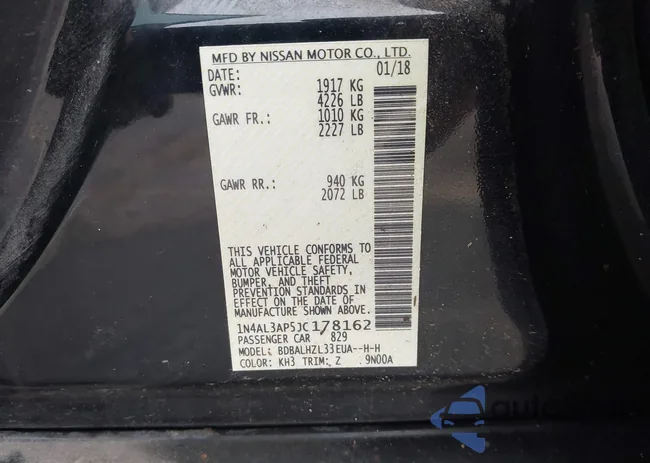 MFD BY NISSAN MOTOR CO., LTD.
DATE: 01/18
GVWR: 1917 KG
4226 LB
GAWR FR.: 1010 KG
2227 LB
GAWR RR.: 940 KG
2072 LB
THIS VEHICLE CONFORMS TO
ALL APPLICABLE FEDERAL
MOTOR VEHICLE SAFETY,
BUMPER, AND THEFT
PREVENTION STANDARDS IN
EFFECT ON THE DATE OF
MANUFACTURE SHOWN ABOVE.
1N4AL3AP5JC178162
PASSENGER CAR 829
MODEL: BDBALHZL33EUA--H-H
COLOR: KH3 TRIM: Z 9N00A